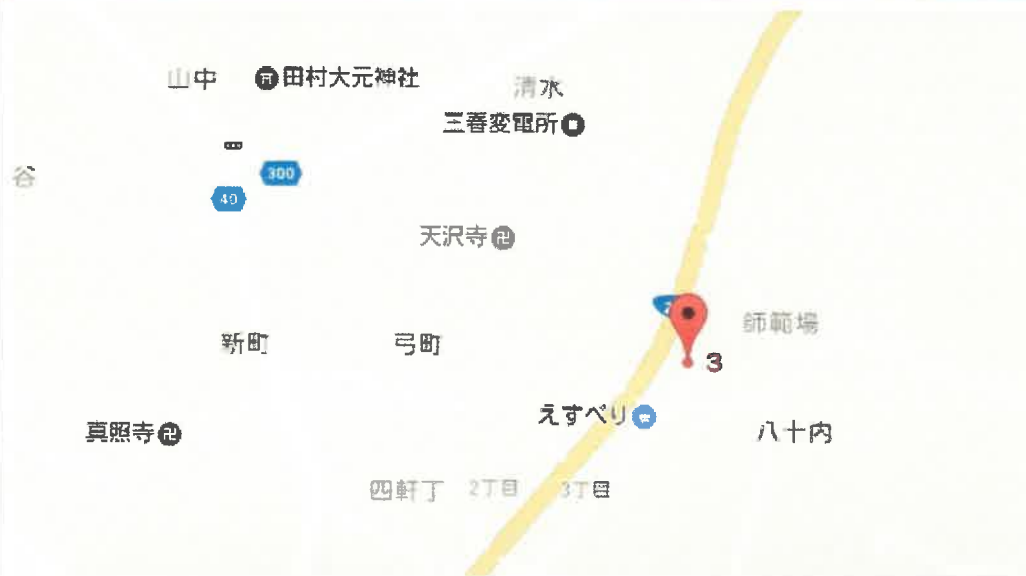 山中
田村大元神社
清水
三春変電所
谷
300
40
天沢寺
師範場
新町
弓町
3
えすぺり
真照寺
八十内
四軒丁
2丁目
3丁目